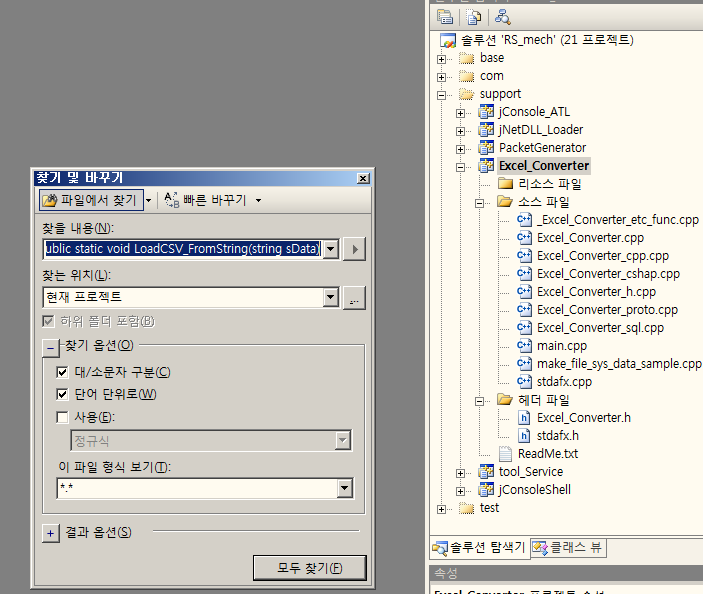 찾기 및 바꾸기
파일에서 찾기
빠른 바꾸기
찾을 내용(N):
ublic static void LoadCSV_FromString(string sData)
찾는 위치(L):
현재 프로젝트
...
하위 폴더 포함(B)
찾기 옵션(O)
대/소문자 구분(C)
단어 단위로(W)
사용(E):
정규식
이 파일 형식 보기(T):
*.*
결과 옵션(S)
모두 찾기(F)
솔루션 'RS_mech' (21 프로젝트)
base
com
support
jConsole_ATL
jNetDLL_Loader
PacketGenerator
Excel_Converter
리소스 파일
소스 파일
_Excel_Converter_etc_func.cpp
Excel_Converter.cpp
Excel_Converter_cpp.cpp
Excel_Converter_cshap.cpp
Excel_Converter_h.cpp
Excel_Converter_proto.cpp
Excel_Converter_sql.cpp
main.cpp
make_file_sys_data_sample.cpp
stdafx.cpp
헤더 파일
Excel_Converter.h
stdafx.h
ReadMe.txt
tool_Service
jConsoleShell
test
솔루션 탐색기
클래스 뷰
속성
Excel_Converter 프로젝트 속성